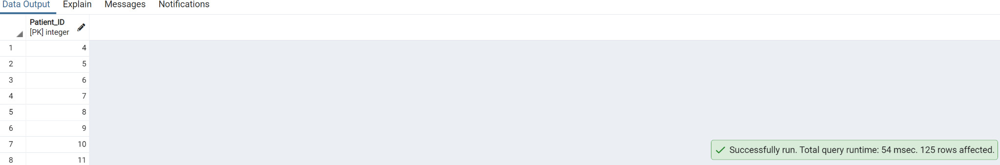 Data Output Explain Messages Notifications
Patient_ID
[PK] integer
1 4
2 5
3 6
4 7
5 8
6 9
7 10
8 11
Successfully run. Total query runtime: 54 msec. 125 rows affected.